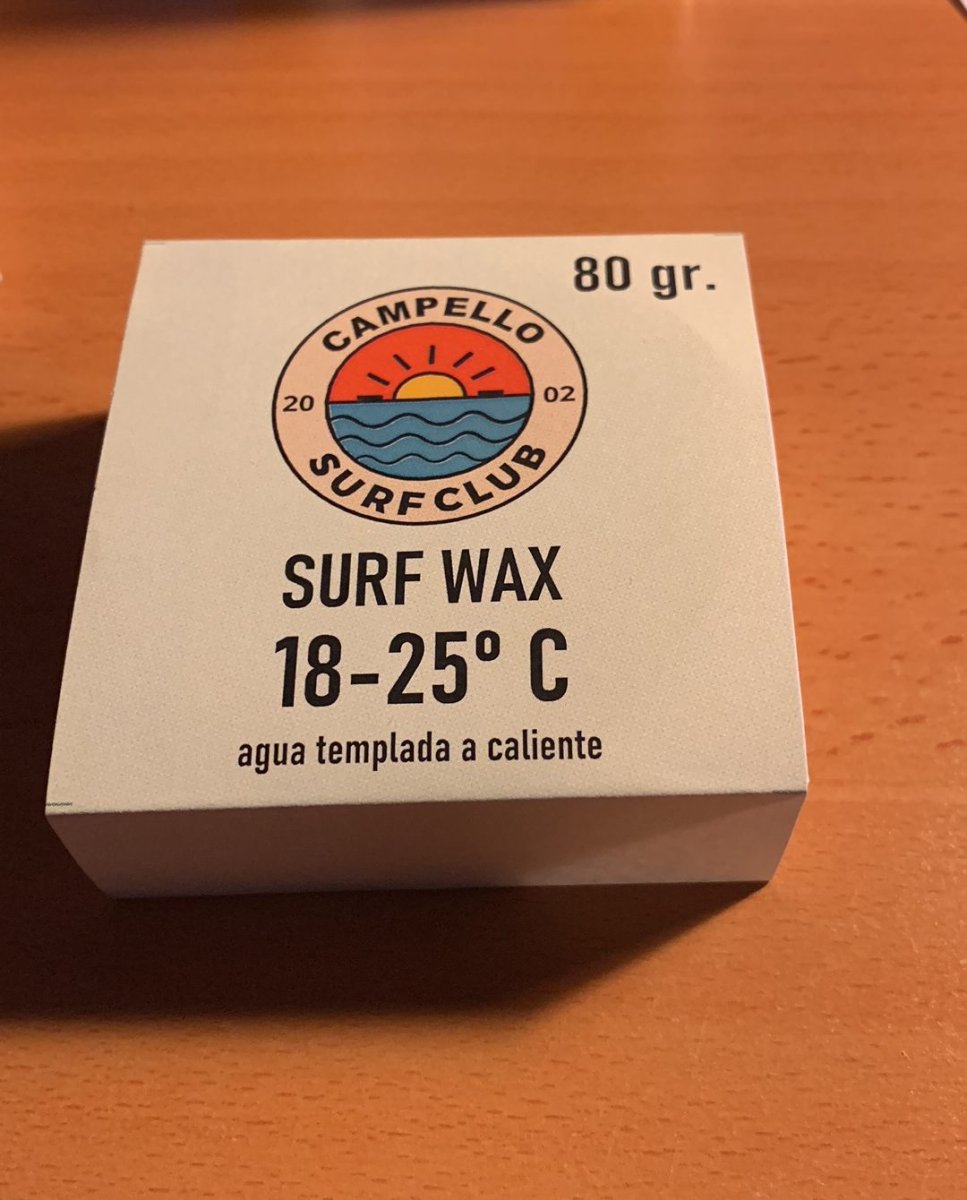 80 gr.
CAMPELLO
20 02
SURF CLUB
SURF WAX
18-25º C
agua templada a caliente